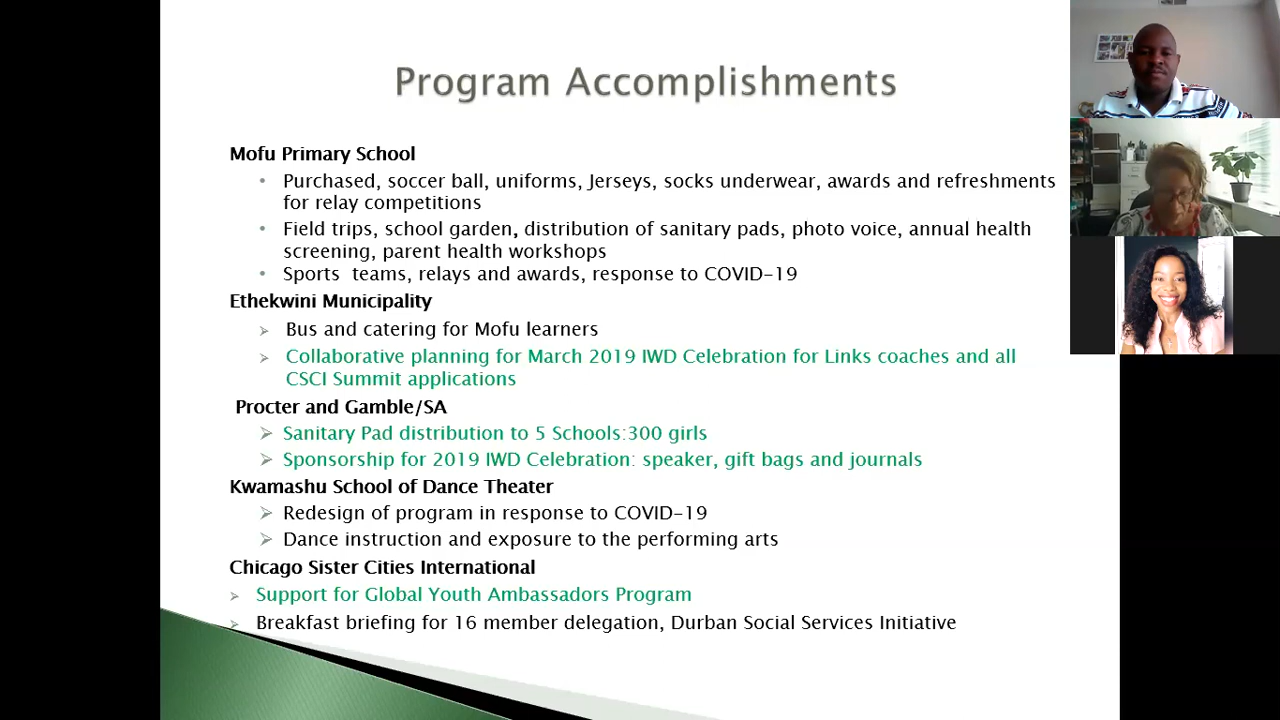 Program Accomplishments
Mofu Primary School
• Purchased, soccer ball, uniforms, Jerseys, socks underwear, awards and refreshments
for relay competitions
• Field trips, school garden, distribution of sanitary pads, photo voice, annual health
screening, parent health workshops
• Sports teams, relays and awards, response to COVID-19
Ethekwini Municipality
➢ Bus and catering for Mofu learners
➢ Collaborative planning for March 2019 IWD Celebration for Links coaches and all
CSCI Summit applications
Procter and Gamble/SA
➢ Sanitary Pad distribution to 5 Schools:300 girls
➢ Sponsorship for 2019 IWD Celebration: speaker, gift bags and journals
Kwamashu School of Dance Theater
➢ Redesign of program in response to COVID-19
➢ Dance instruction and exposure to the performing arts
Chicago Sister Cities International
➢ Support for Global Youth Ambassadors Program
➢ Breakfast briefing for 16 member delegation, Durban Social Services Initiative